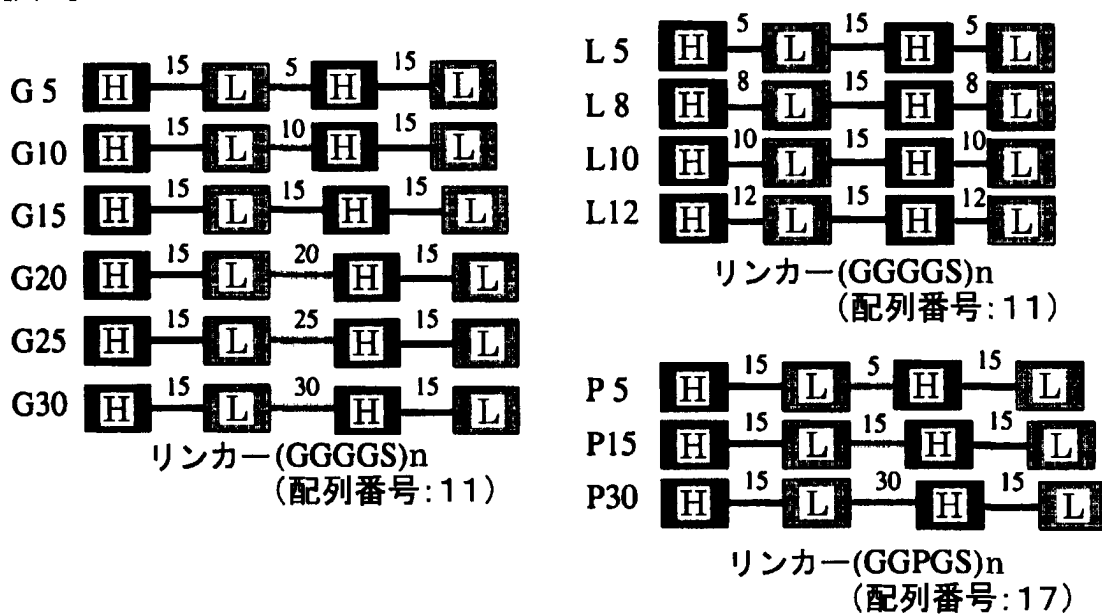 15 5 15
G 5 H L H L
15 10 15
G10 H L H L
15 15 15
G15 H L H L
15 20 15
G20 H L H L
15 25 15
G25 H L H L
15 30 15
G30 H L H L
リンカー(GGGGS)n
(配列番号:11)
5 15 5
L 5 H L H L
8 15 8
L 8 H L H L
10 15 10
L10 H L H L
12 15 12
L12 H L H L
リンカー(GGGGS)n
(配列番号:11)
15 5 15
P 5 H L H L
15 15 15
P15 H L H L
15 30 15
P30 H L H L
リンカー(GGPGS)n
(配列番号:17)